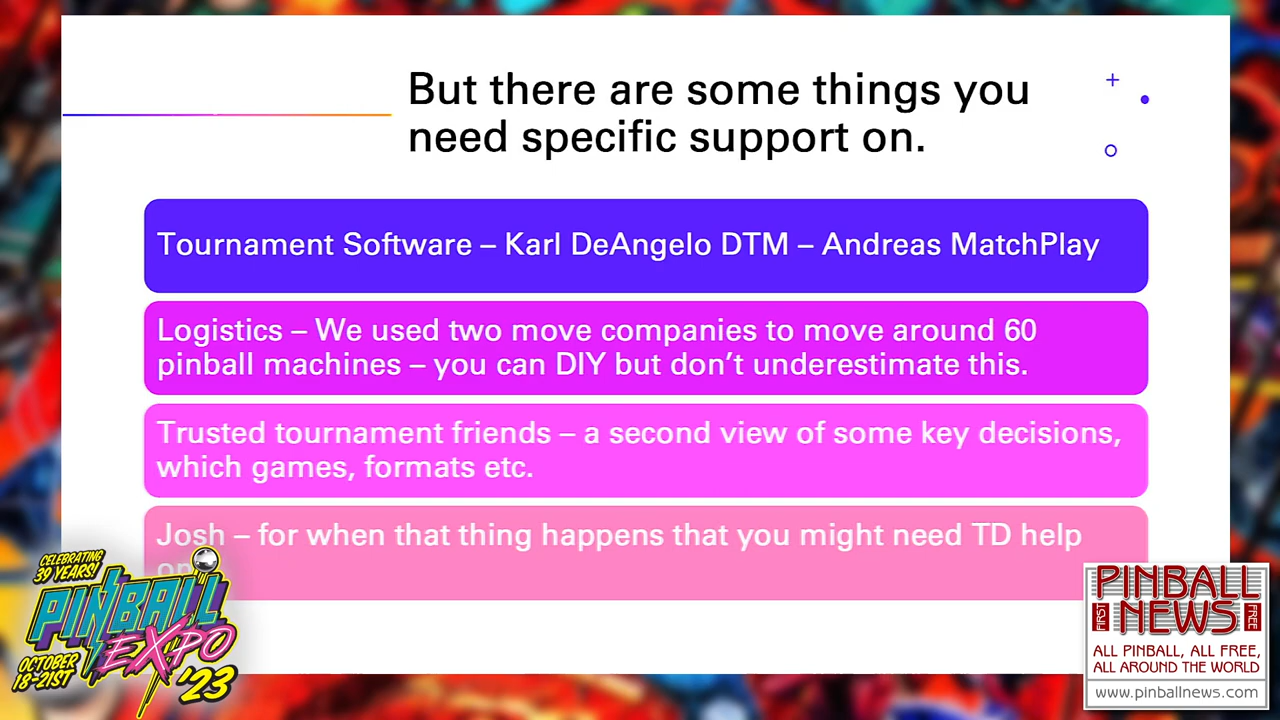 But there are some things you
need specific support on.
Tournament Software – Karl DeAngelo DTM – Andreas MatchPlay
Logistics – We used two move companies to move around 60
pinball machines – you can DIY but don’t underestimate this.
Trusted tournament friends – a second view of some key decisions,
which games, formats etc.
Josh – for when that thing happens that you might need TD help
CELEBRATING
39 YEARS!
PINBALL
EXPO
OCTOBER
18-21ST
'23
PINBALL
FIRST NEWS FREE
ALL PINBALL, ALL FREE,
ALL AROUND THE WORLD
www.pinballnews.com